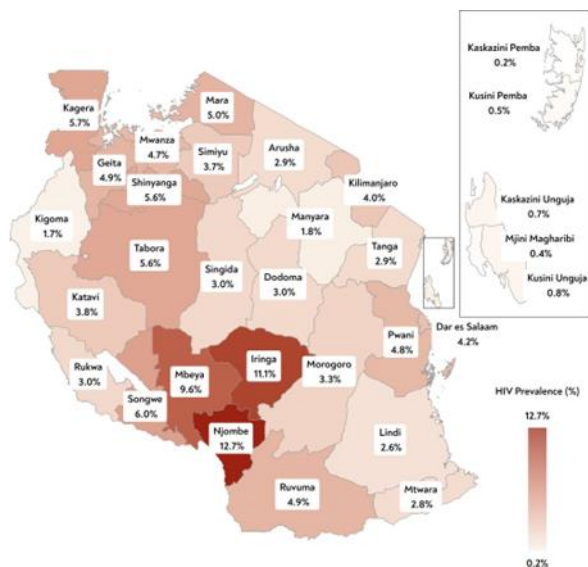 Kaskazini Pemba
0.2%
Kusini Pemba
0.5%
Kagera
5.7%
Mara
5.0%
Mwanza
4.7%
Simiyu
3.7%
Arusha
2.9%
Geita
4.9%
Shinyanga
5.6%
Kilimanjaro
4.0%
Kigoma
1.7%
Manyara
1.8%
Kaskazini Unguja
0.7%
Mjini Magharibi
0.4%
Kusini Unguja
0.8%
Tabora
5.6%
Singida
3.0%
Dodoma
3.0%
Tanga
2.9%
Katavi
3.8%
Dar es Salaam
4.2%
Pwani
4.8%
Rukwa
3.0%
Mbeya
9.6%
Iringa
11.1%
Morogoro
3.3%
Songwe
6.0%
Njombe
12.7%
Lindi
2.6%
Ruvuma
4.9%
Mtwara
2.8%
HIV Prevalence (%)
12.7%
0.2%